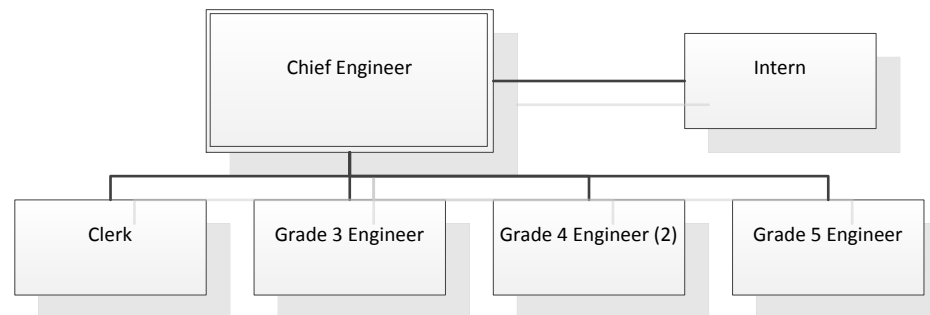 Chief Engineer
Intern
Clerk
Grade 3 Engineer
Grade 4 Engineer (2)
Grade 5 Engineer